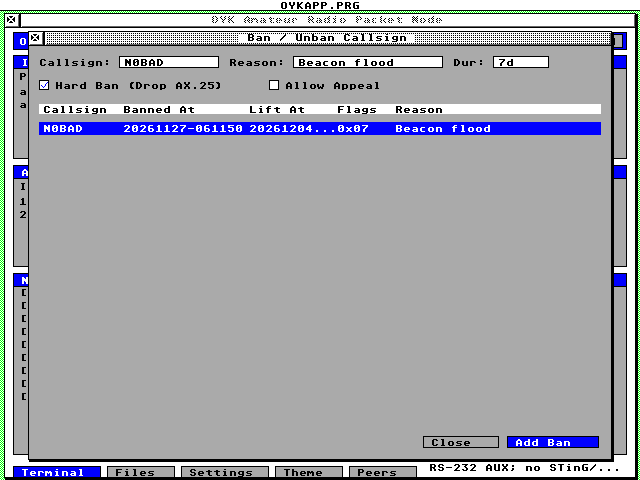 OYKAPP.PRG
OYK Amateur Radio Packet Node
Ban / Unban Callsign
Callsign: N0BAD Reason: Beacon flood Dur: 7d
Hard Ban (Drop AX.25) Allow Appeal
Callsign Banned At Lift At Flags Reason
N0BAD 20261127-061150 20261204...0x07 Beacon flood
Close Add Ban
Terminal Files Settings Theme Peers RS-232 AUX; no STinG/...